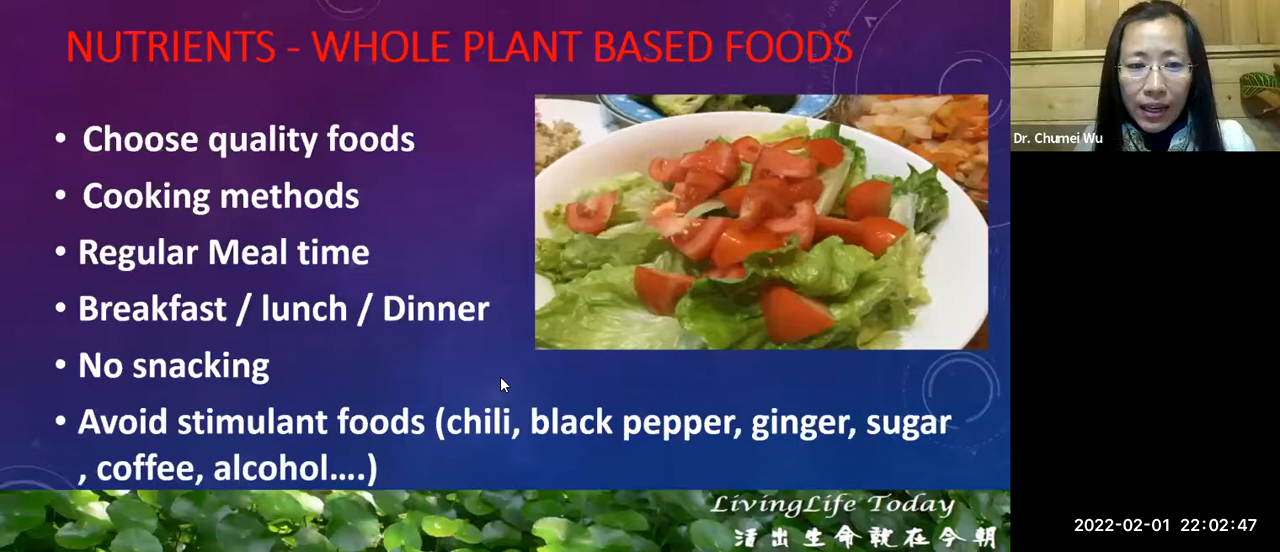 NUTRIENTS - WHOLE PLANT BASED FOODS
• Choose quality foods
• Cooking methods
• Regular Meal time
• Breakfast / lunch / Dinner
• No snacking
• Avoid stimulant foods (chili, black pepper, ginger, sugar
, coffee, alcohol....)
LivingLife Today
活出生命就在今朝
Dr. Chumei Wu
2022-02-01 22:02:47